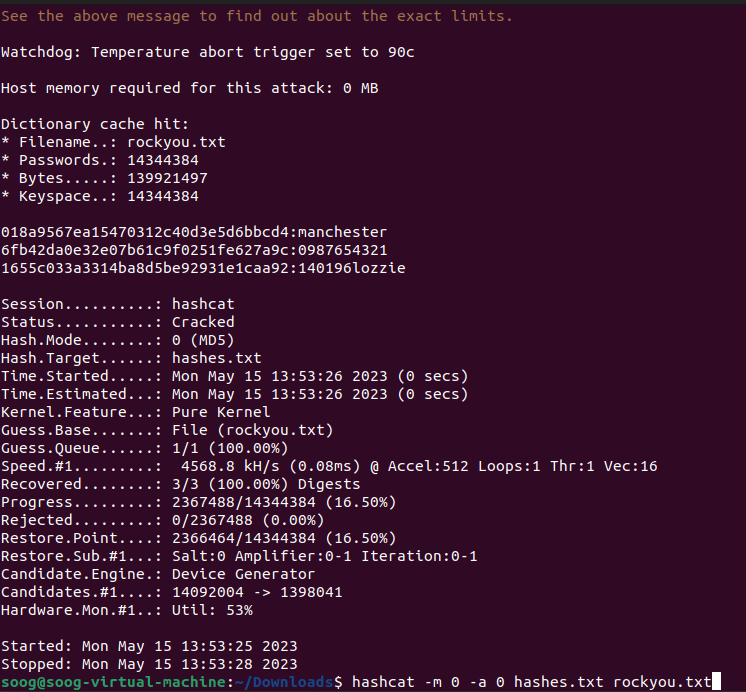 See the above message to find out about the exact limits.
Watchdog: Temperature abort trigger set to 90c
Host memory required for this attack: 0 MB
Dictionary cache hit:
* Filename..: rockyou.txt
* Passwords.: 14344384
* Bytes.....: 139921497
* Keyspace..: 14344384
018a9567ea15470312c40d3e5d6bbcd4:manchester
6fb42da0e32e07b61c9f0251fe627a9c:0987654321
1655c033a3314ba8d5be92931e1caa92:140196lozzie
Session..........: hashcat
Status...........: Cracked
Hash.Mode........: 0 (MD5)
Hash.Target......: hashes.txt
Time.Started.....: Mon May 15 13:53:26 2023 (0 secs)
Time.Estimated...: Mon May 15 13:53:26 2023 (0 secs)
Kernel.Feature...: Pure Kernel
Guess.Base.......: File (rockyou.txt)
Guess.Queue......: 1/1 (100.00%)
Speed.#1.........:  4568.8 kH/s (0.08ms) @ Accel:512 Loops:1 Thr:1 Vec:16
Recovered........: 3/3 (100.00%) Digests
Progress.........: 2367488/14344384 (16.50%)
Rejected.........: 0/2367488 (0.00%)
Restore.Point....: 2366464/14344384 (16.50%)
Restore.Sub.#1...: Salt:0 Amplifier:0-1 Iteration:0-1
Candidate.Engine.: Device Generator
Candidates.#1....: 14092004 -> 1398041
Hardware.Mon.#1..: Util: 53%
Started: Mon May 15 13:53:25 2023
Stopped: Mon May 15 13:53:28 2023
soog@soog-virtual-machine:~/Downloads$ hashcat -m 0 -a 0 hashes.txt rockyou.txt